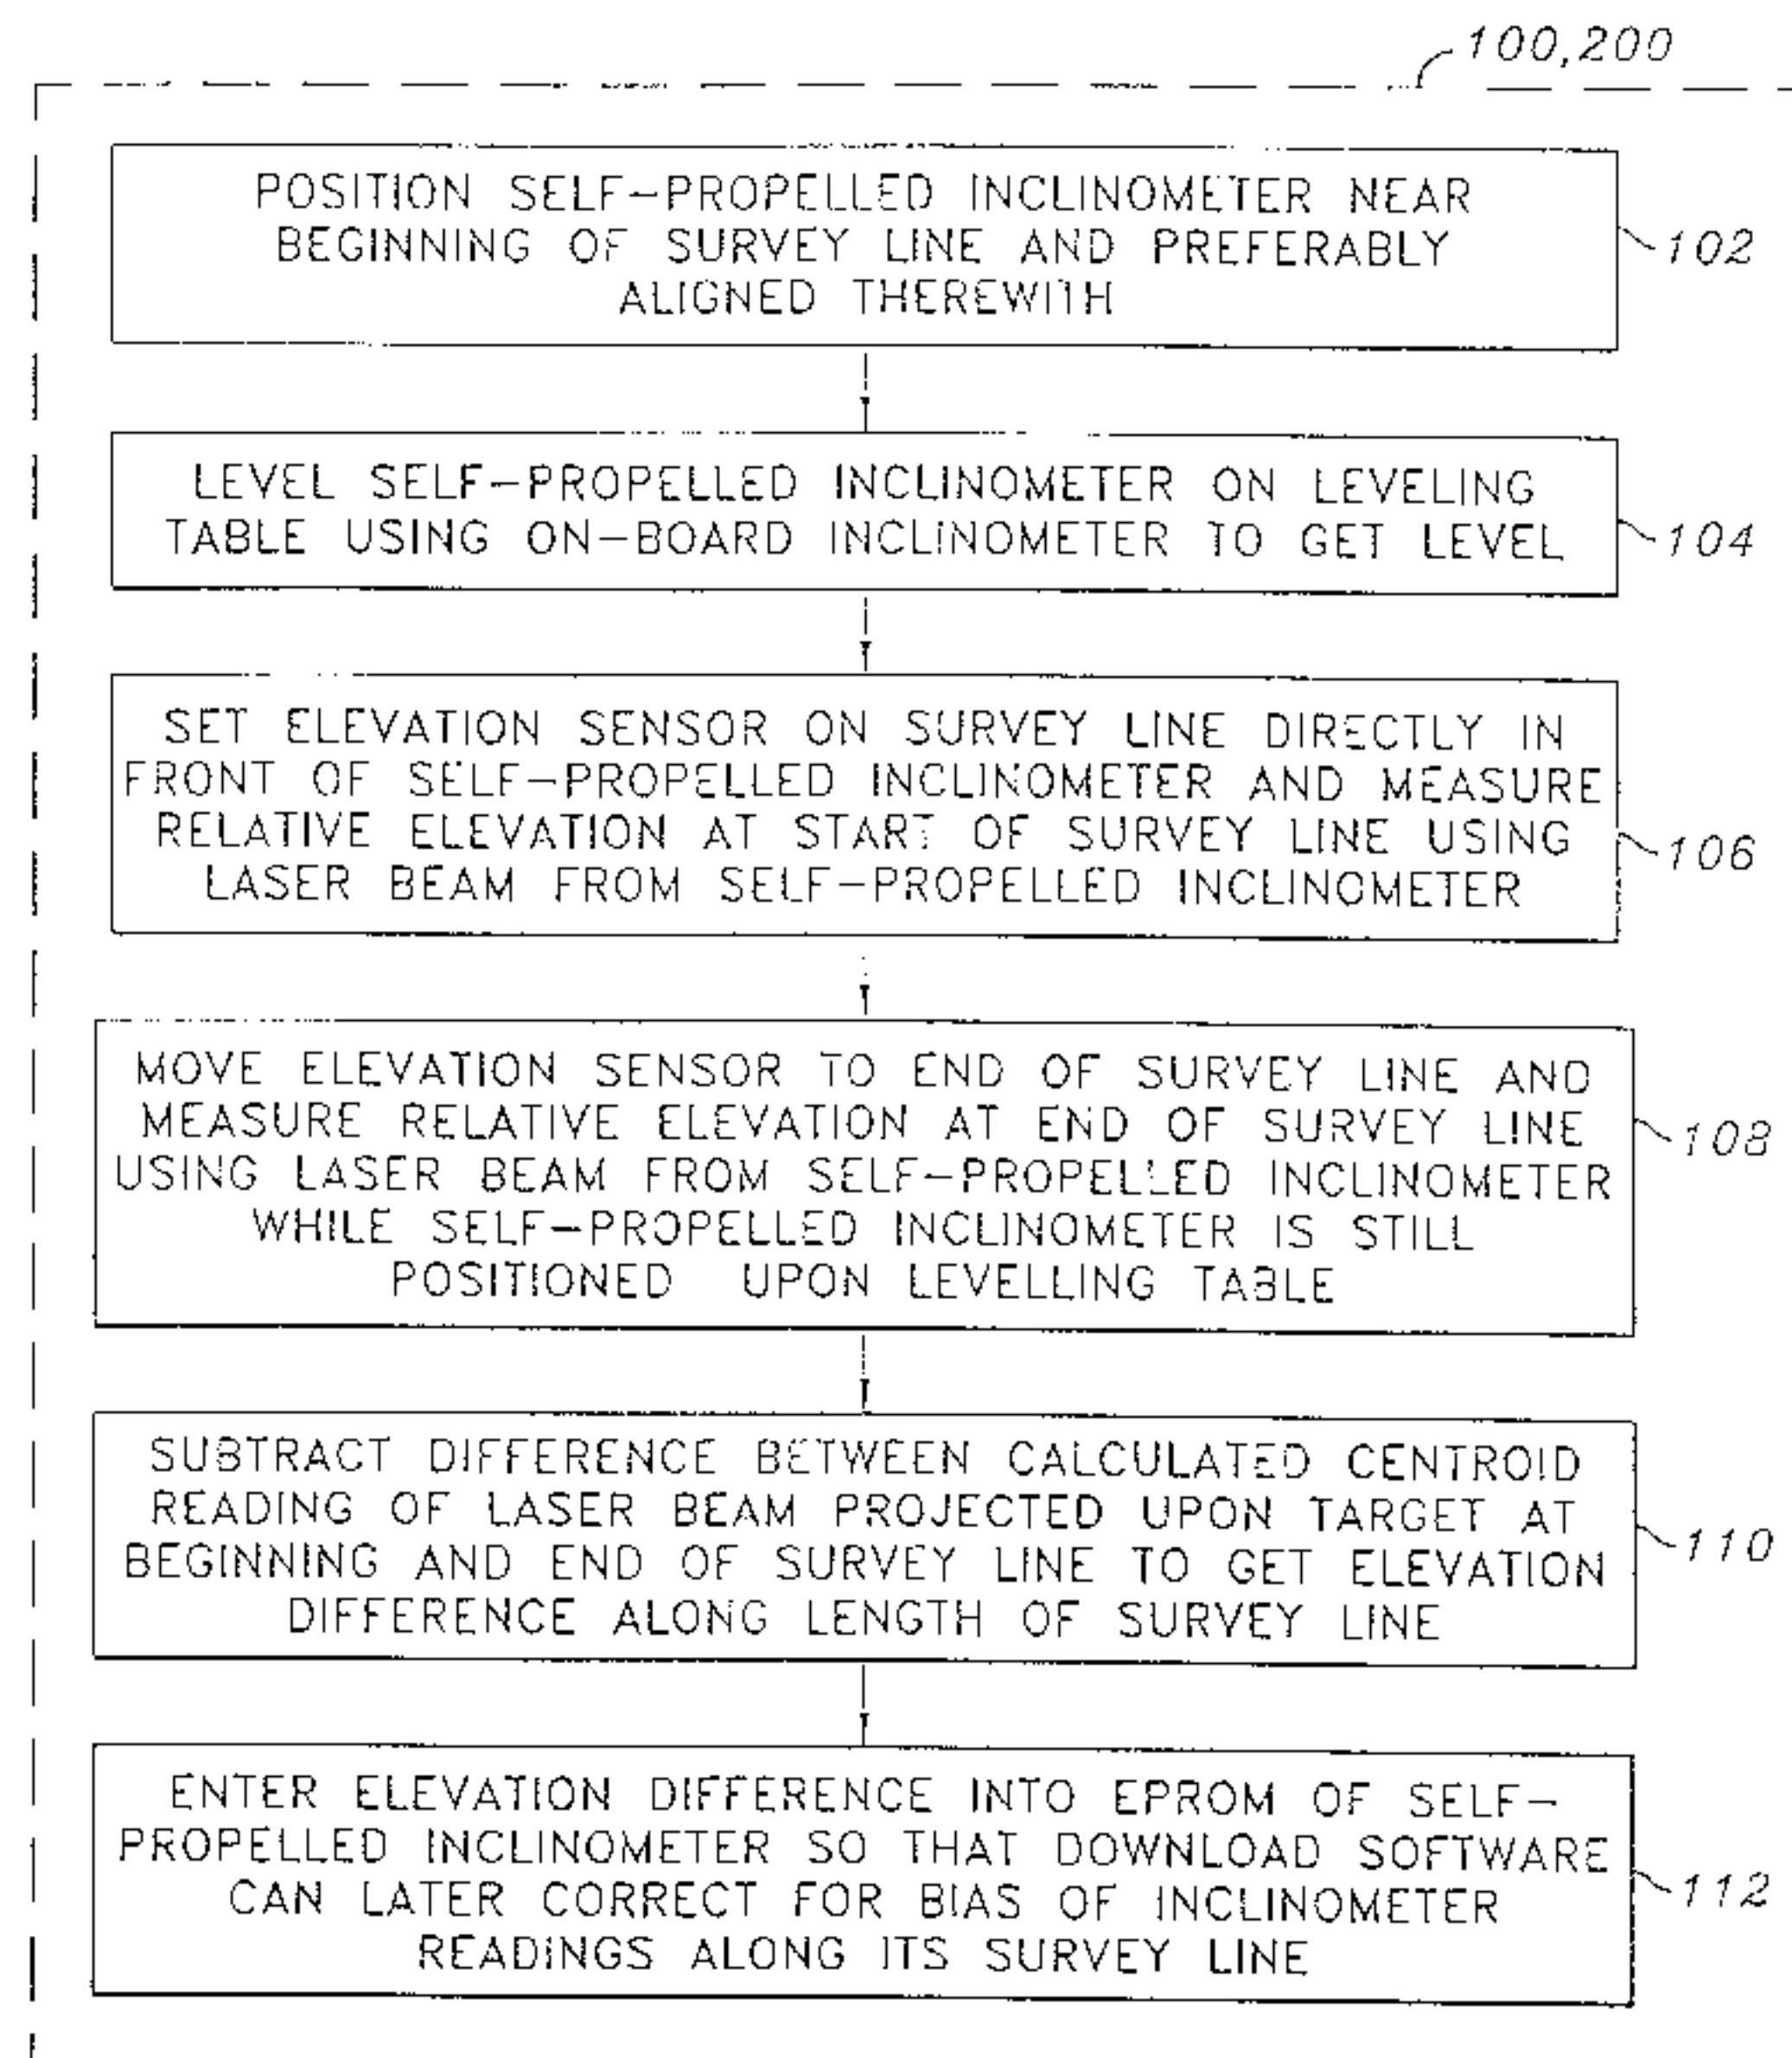 100,200
POSITION SELF-PROPELLED INCLINOMETER NEAR
BEGINNING OF SURVEY LINE AND PREFERABLY
ALIGNED THEREWITH
102
LEVEL SELF-PROPELLED INCLINOMETER ON LEVELING
TABLE USING ON-BOARD INCLINOMETER TO GET LEVEL
104
SET ELEVATION SENSOR ON SURVEY LINE DIRECTLY IN
FRONT OF SELF-PROPELLED INCLINOMETER AND MEASURE
RELATIVE ELEVATION AT START OF SURVEY LINE USING
LASER BEAM FROM SELF-PROPELLED INCLINOMETER
106
MOVE ELEVATION SENSOR TO END OF SURVEY LINE AND
MEASURE RELATIVE ELEVATION AT END OF SURVEY LINE
USING LASER BEAM FROM SELF-PROPELLED INCLINOMETER
WHILE SELF-PROPELLED INCLINOMETER IS STILL
POSITIONED UPON LEVELLING TABLE
108
SUBTRACT DIFFERENCE BETWEEN CALCULATED CENTROID
READING OF LASER BEAM PROJECTED UPON TARGET AT
BEGINNING AND END OF SURVEY LINE TO GET ELEVATION
DIFFERENCE ALONG LENGTH OF SURVEY LINE
110
ENTER ELEVATION DIFFERENCE INTO EPROM OF SELF-
PROPELLED INCLINOMETER SO THAT DOWNLOAD SOFTWARE
CAN LATER CORRECT FOR BIAS OF INCLINOMETER
READINGS ALONG ITS SURVEY LINE
112